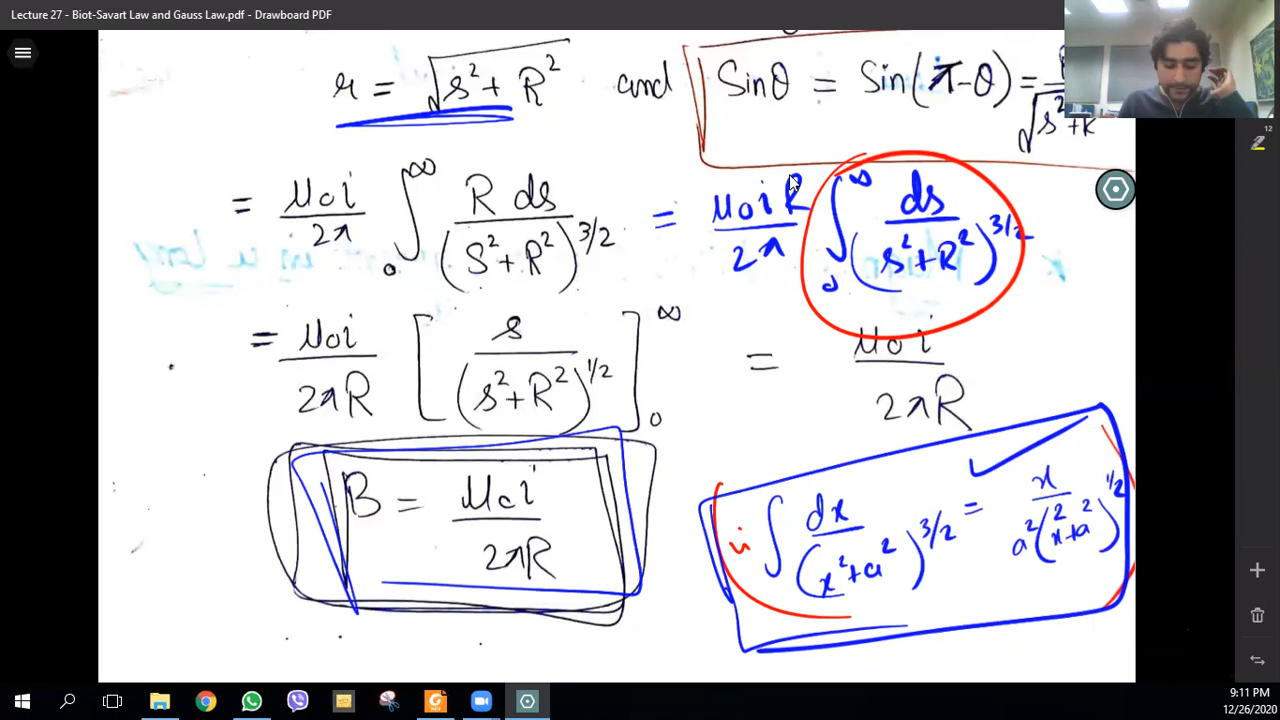 Lecture 27 - Biot-Savart Law and Gauss Law.pdf - Drawboard PDF
r = √(s² + R²) and Sinθ = Sin(π-θ) =
√s²+R
= μ₀i/2π ∫₀^∞ R ds/(s²+R²)^3/2 = μ₀iR/2π ∫₀^∞ ds/(s²+R²)^3/2
= μ₀i/2πR [s/(s²+R²)^1/2]₀^∞ = μ₀i/2πR
B = μ₀i/2πR
∫ dx/(x²+a²)^3/2 = x/a²(x²+a²)^1/2
12
9:11 PM
12/26/2020